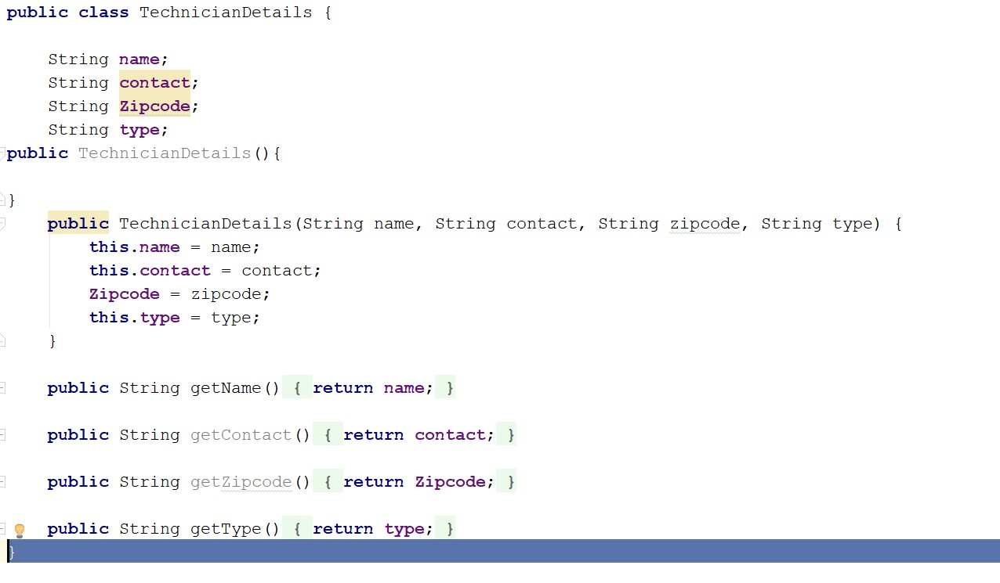 public class TechnicianDetails {
String name;
String contact;
String Zipcode;
String type;
public TechnicianDetails(){
}
public TechnicianDetails(String name, String contact, String zipcode, String type) {
this.name = name;
this.contact = contact;
Zipcode = zipcode;
this.type = type;
}
public String getName() { return name; }
public String getContact() { return contact; }
public String getZipcode() { return Zipcode; }
public String getType() { return type; }
}